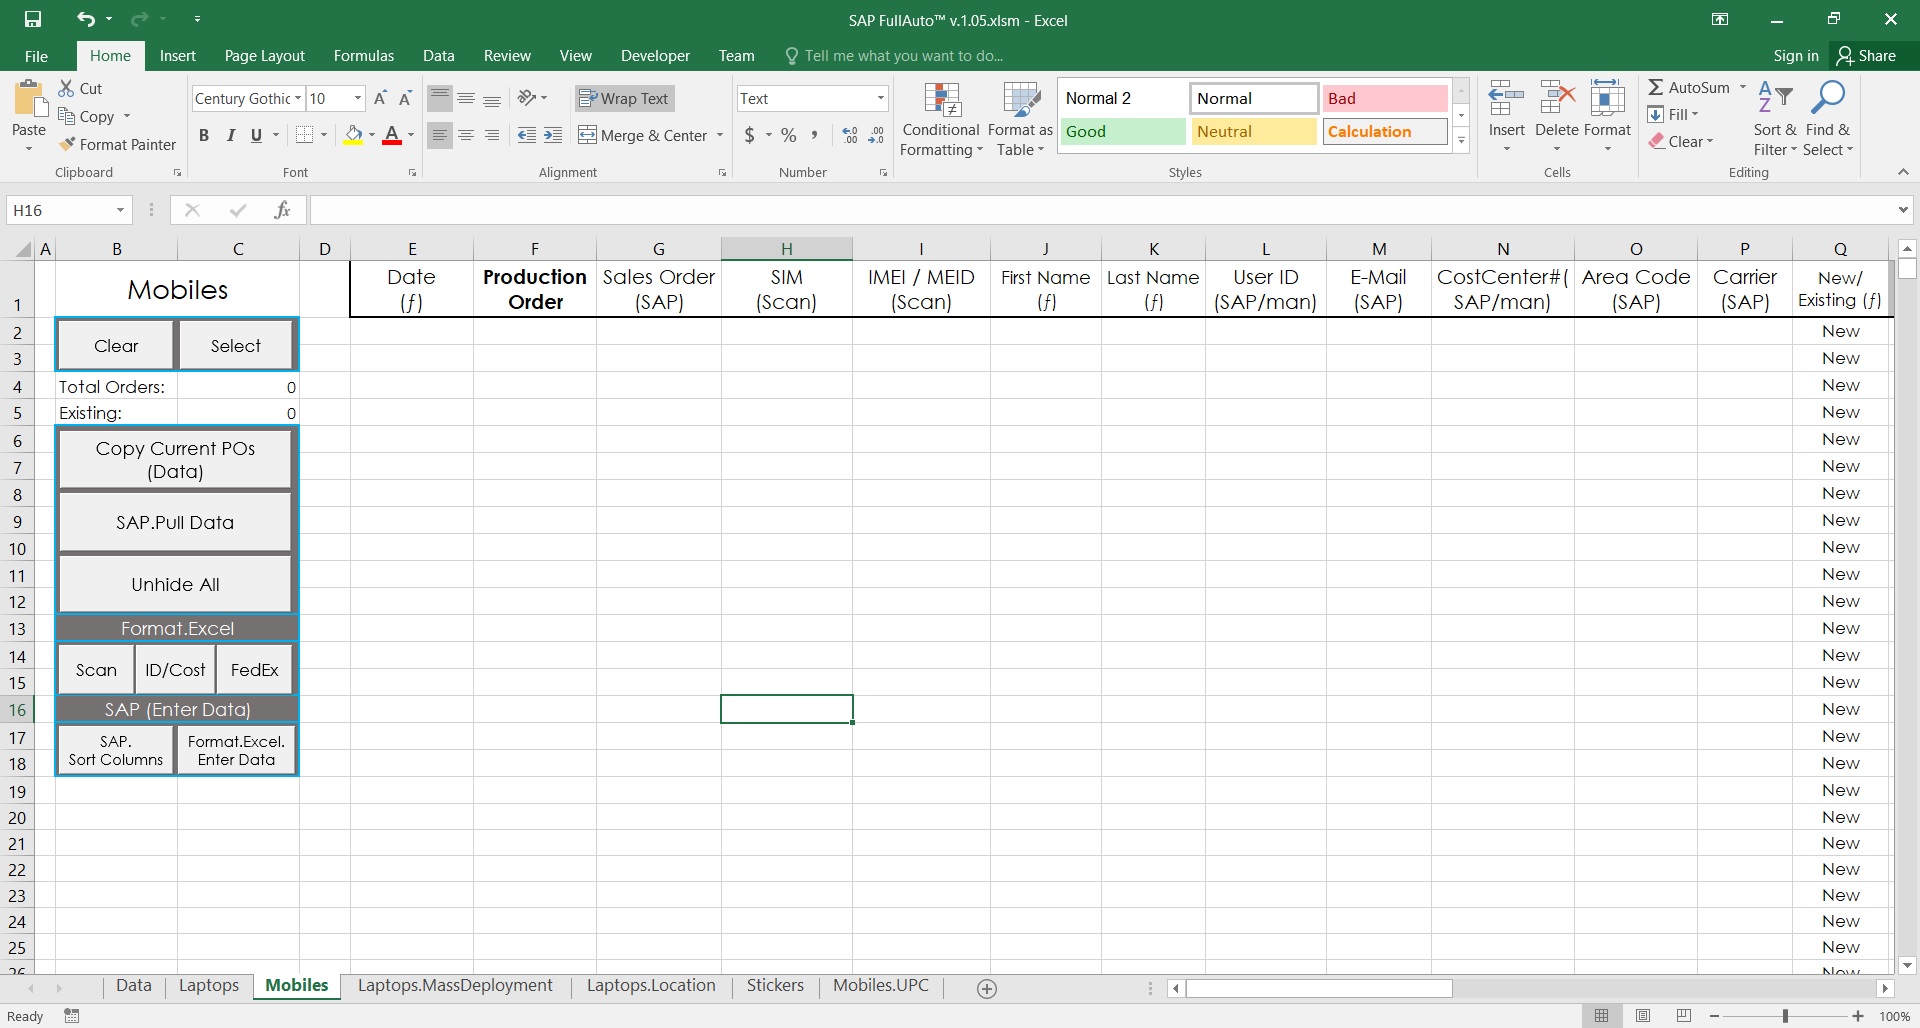 SAP FullAuto™ v.1.05.xlsm - Excel
File Home Insert Page Layout Formulas Data Review View Developer Team Tell me what you want to do... Sign in Share
Paste
Cut
Copy
Format Painter
Clipboard
Century Gothic 10
B I U
Font
Wrap Text
Merge & Center
Alignment
Text
$ % ,
Number
Conditional Formatting
Format as Table
Normal 2 Normal Bad
Good Neutral Calculation
Styles
Insert Delete Format
Cells
AutoSum
Fill
Clear
Sort & Filter
Find & Select
Editing
H16
fx
A B C D E F G H I J K L M N O P Q
1
Mobiles
Date (ƒ)
Production Order
Sales Order (SAP)
SIM (Scan)
IMEI / MEID (Scan)
First Name (ƒ)
Last Name (ƒ)
User ID (SAP/man)
E-Mail (SAP)
CostCenter#(SAP/man)
Area Code (SAP)
Carrier (SAP)
New/ Existing (ƒ)
2 New
Clear Select
3 New
4 Total Orders: 0 New
5 Existing: 0 New
6 New
Copy Current POs
(Data)
7 New
8 New
SAP.Pull Data
9 New
10 New
11 New
Unhide All
12 New
13 Format.Excel New
14 New
Scan ID/Cost FedEx
15 New
16 SAP (Enter Data) New
17 New
SAP.
Sort Columns
Format.Excel.
Enter Data
18 New
19 New
20 New
21 New
22 New
23 New
24 New
25 New
26 New
Data Laptops Mobiles Laptops.MassDeployment Laptops.Location Stickers Mobiles.UPC
Ready 100%